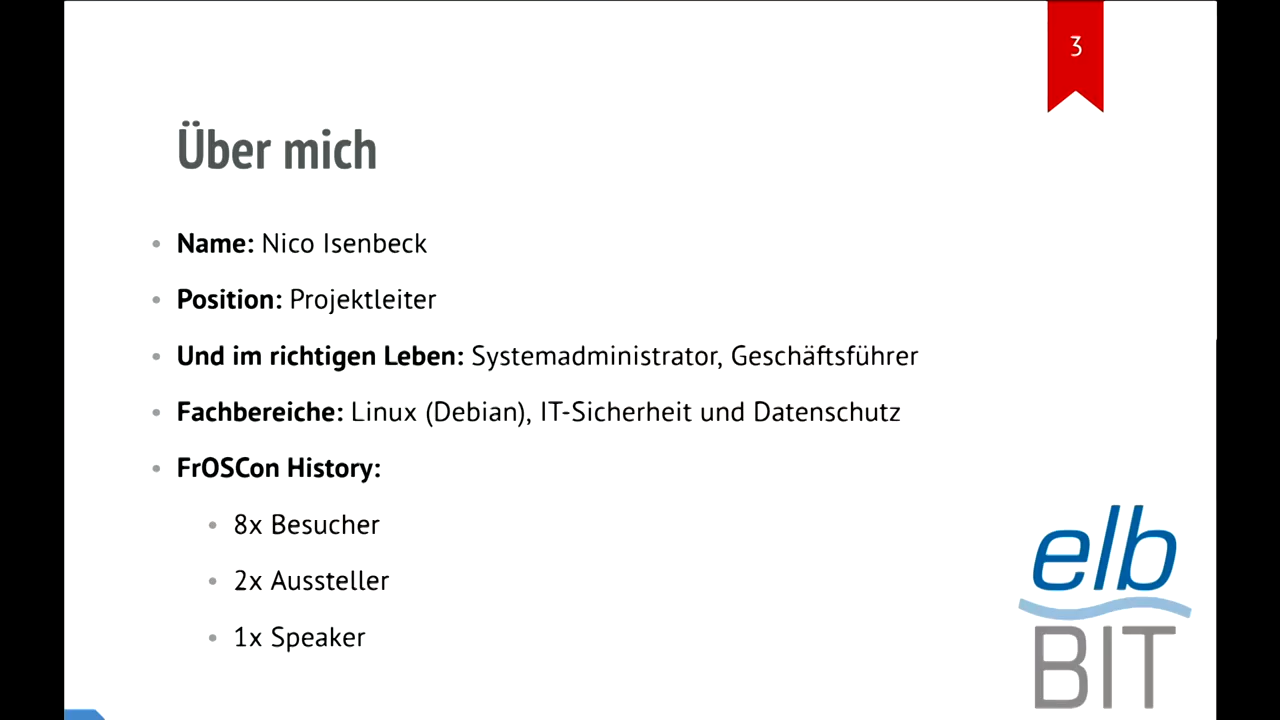 3
Über mich
Name: Nico Isenbeck
Position: Projektleiter
Und im richtigen Leben: Systemadministrator, Geschäftsführer
Fachbereiche: Linux (Debian), IT-Sicherheit und Datenschutz
FrOSCon History:
8x Besucher
2x Aussteller
1x Speaker
elb
BIT